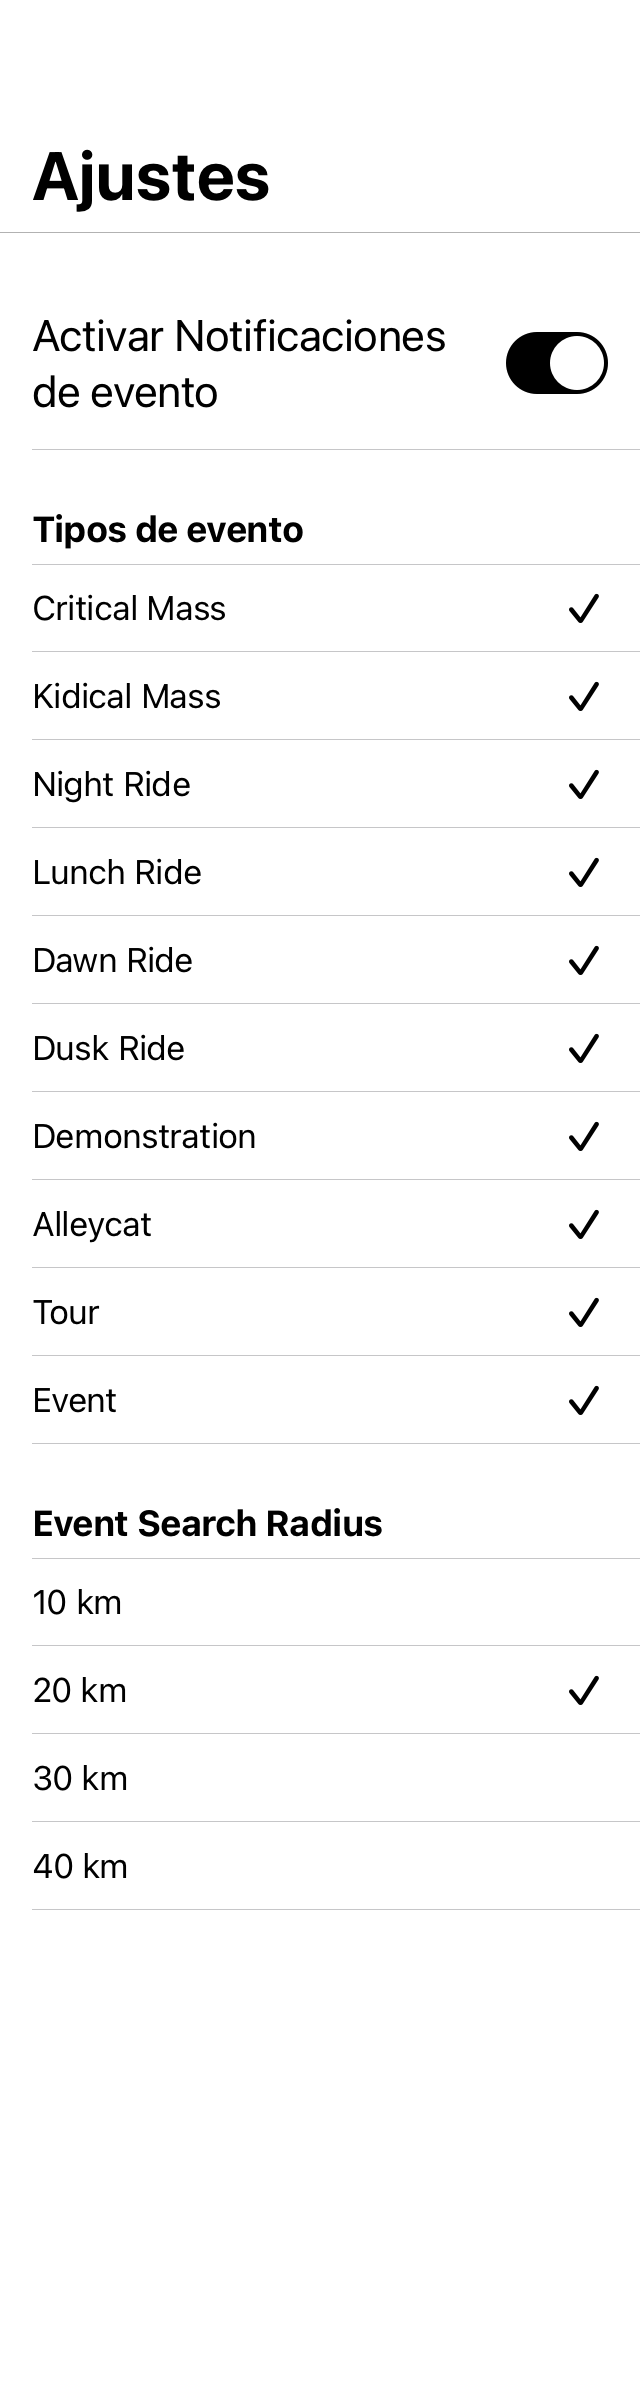 Ajustes
Activar Notificaciones
de evento
Tipos de evento
Critical Mass
Kidical Mass
Night Ride
Lunch Ride
Dawn Ride
Dusk Ride
Demonstration
Alleycat
Tour
Event
Event Search Radius
10 km
20 km
30 km
40 km